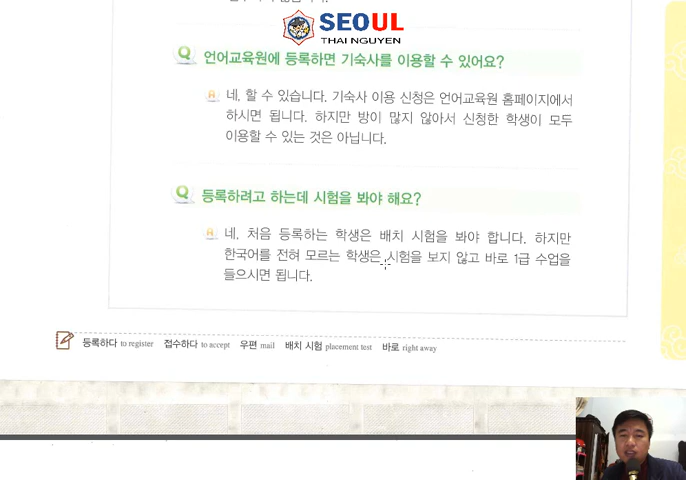 SEOUL
THAI NGUYEN
Q 언어교육원에 등록하면 기숙사를 이용할 수 있어요?
A 네, 할 수 있습니다. 기숙사 이용 신청은 언어교육원 홈페이지에서
하시면 됩니다. 하지만 방이 많지 않아서 신청한 학생이 모두
이용할 수 있는 것은 아닙니다.
Q 등록하려고 하는데 시험을 봐야 해요?
A 네, 처음 등록하는 학생은 배치 시험을 봐야 합니다. 하지만
한국어를 전혀 모르는 학생은 시험을 보지 않고 바로 1급 수업을
들으시면 됩니다.
등록하다 to register 접수하다 to accept 우편 mail 배치 시험 placement test 바로 right away